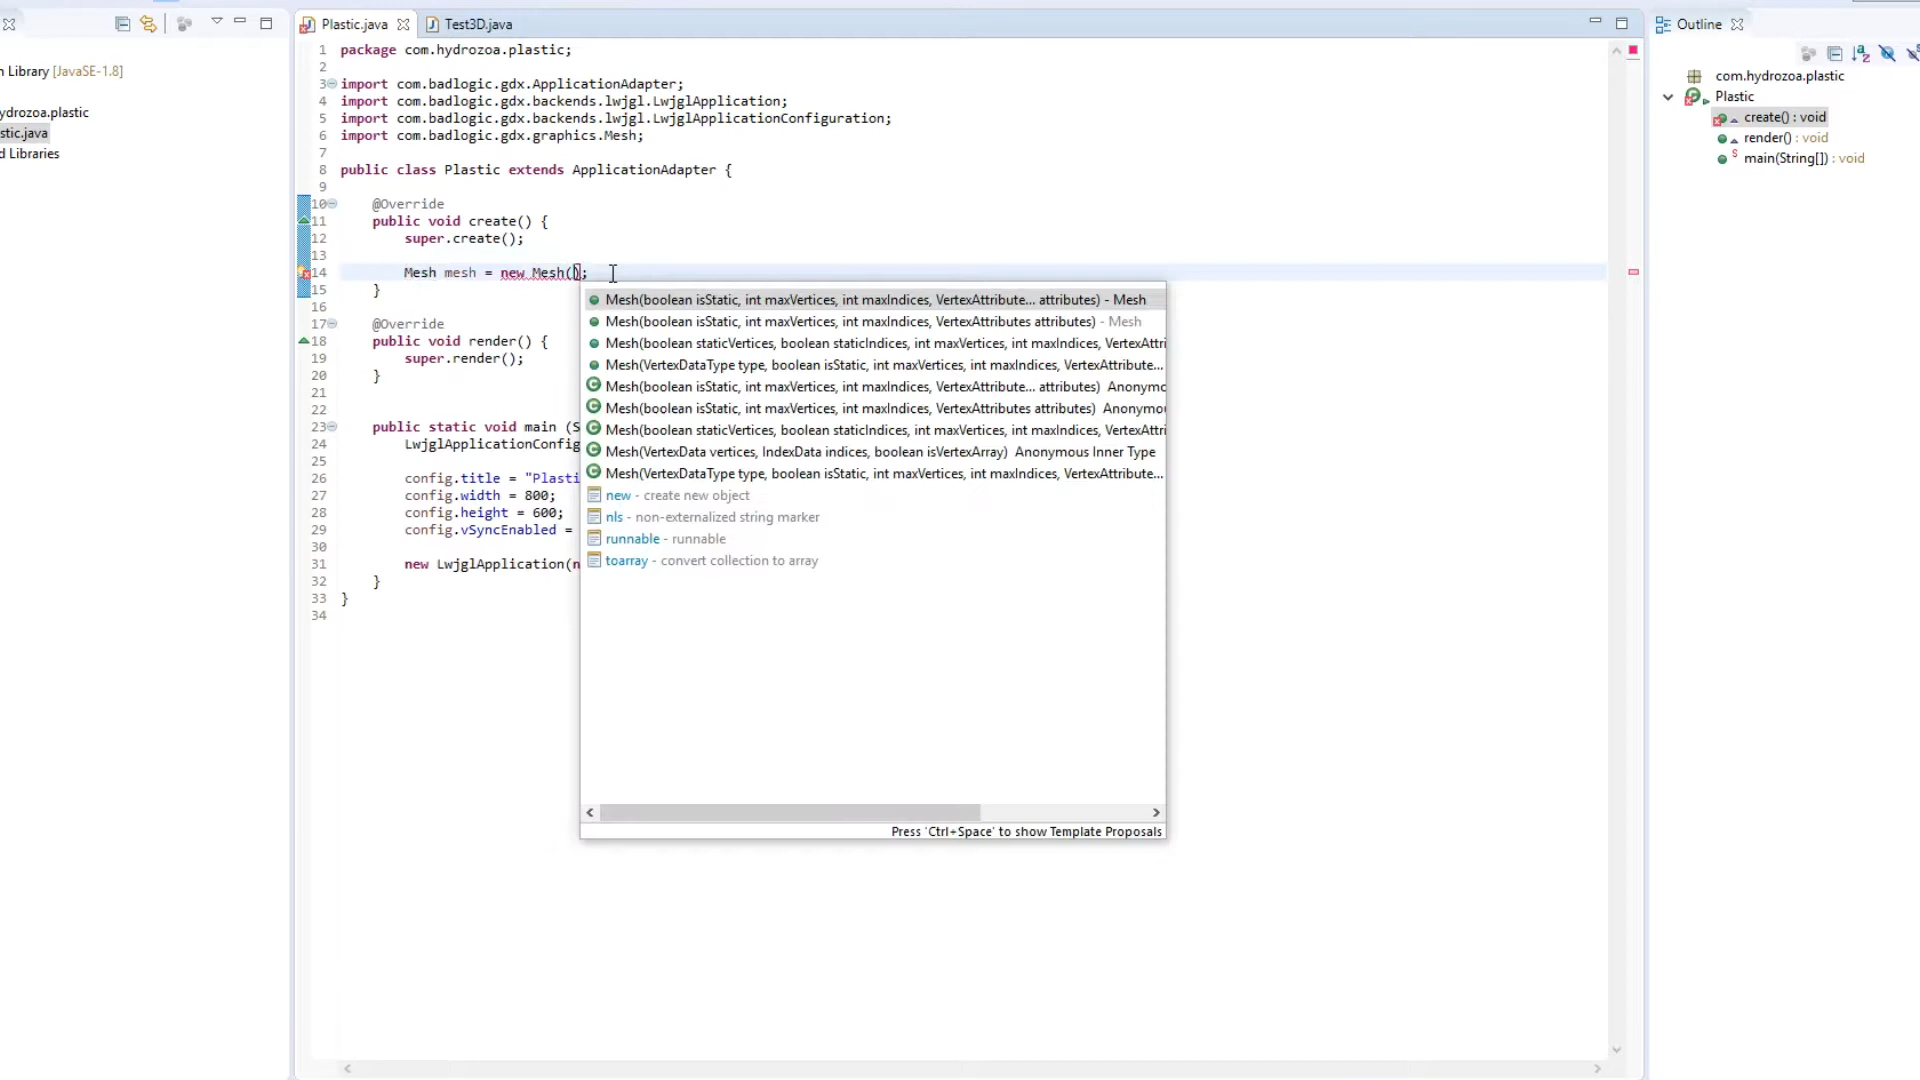 n Library [JavaSE-1.8]
ydrozoa.plastic
stic.java
d Libraries
Plastic.java
Test3D.java
1 package com.hydrozoa.plastic;
2
3 import com.badlogic.gdx.ApplicationAdapter;
4 import com.badlogic.gdx.backends.lwjgl.LwjglApplication;
5 import com.badlogic.gdx.backends.lwjgl.LwjglApplicationConfiguration;
6 import com.badlogic.gdx.graphics.Mesh;
7
8 public class Plastic extends ApplicationAdapter {
9
10 @Override
11 public void create() {
12 super.create();
13
14 Mesh mesh = new Mesh();
15 }
16
17 @Override
18 public void render() {
19 super.render();
20 }
21
22
23 public static void main (S
24 LwjglApplicationConfig
25
26 config.title = "Plasti
27 config.width = 800;
28 config.height = 600;
29 config.vSyncEnabled =
30
31 new LwjglApplication(n
32 }
33 }
34
Mesh(boolean isStatic, int maxVertices, int maxIndices, VertexAttribute... attributes) - Mesh
Mesh(boolean isStatic, int maxVertices, int maxIndices, VertexAttributes attributes) - Mesh
Mesh(boolean staticVertices, boolean staticIndices, int maxVertices, int maxIndices, VertexAttri
Mesh(VertexDataType type, boolean isStatic, int maxVertices, int maxIndices, VertexAttribute...
Mesh(boolean isStatic, int maxVertices, int maxIndices, VertexAttribute... attributes) Anonymo
Mesh(boolean isStatic, int maxVertices, int maxIndices, VertexAttributes attributes) Anonymou
Mesh(boolean staticVertices, boolean staticIndices, int maxVertices, int maxIndices, VertexAttri
Mesh(VertexData vertices, IndexData indices, boolean isVertexArray) Anonymous Inner Type
Mesh(VertexDataType type, boolean isStatic, int maxVertices, int maxIndices, VertexAttribute...
new - create new object
nls - non-externalized string marker
runnable - runnable
toarray - convert collection to array
Press 'Ctrl+Space' to show Template Proposals
Outline
com.hydrozoa.plastic
Plastic
create() : void
render() : void
main(String[]) : void